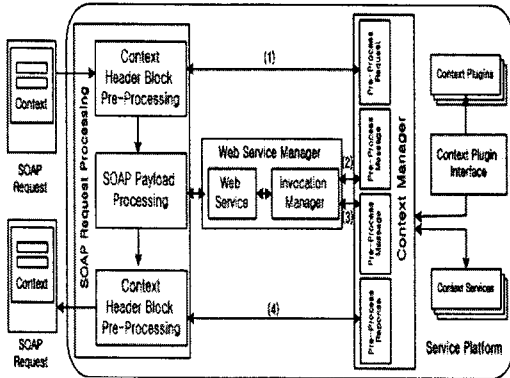 Context
SOAP
Request
Context
SOAP
Request
SOAP Request Processing
Context
Header Block
Pre-Processing
SOAP Payload
Processing
Context
Header Block
Pre-Processing
(1)
Web Service Manager
Web
Service
Invocation
Manager
(2)
(3)
(4)
Pre-Process
Request
Pre-Process
Message
Pre-Process
Message
Pre-Process
Reponse
Context Manager
Context Plugins
Context Plugin
Interface
Context Services
Service Platform